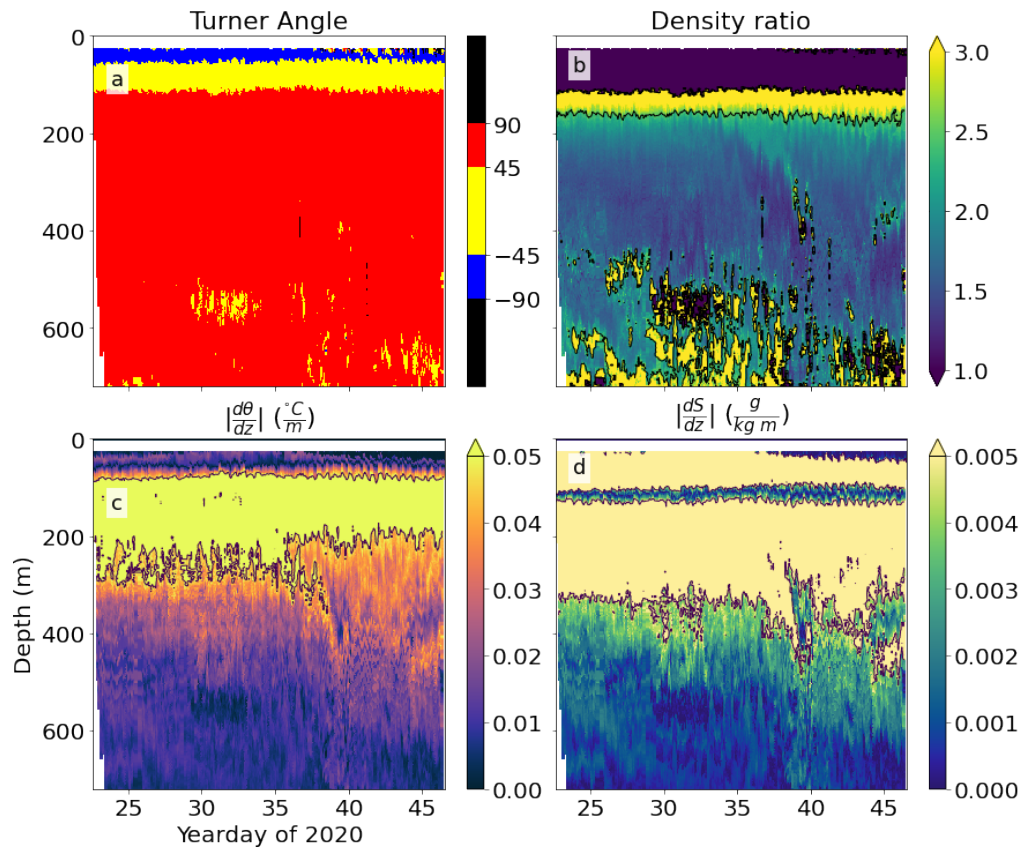 Turner Angle
Density ratio
0
200
400
600
a
90
45
−45
−90
b
3.0
2.5
2.0
1.5
1.0
|dθ/dz| (°C/m)
|dS/dz| (g/kg m)
0
200
400
600
Depth (m)
c
0.05
0.04
0.03
0.02
0.01
0.00
d
0.005
0.004
0.003
0.002
0.001
0.000
25 30 35 40 45
25 30 35 40 45
Yearday of 2020